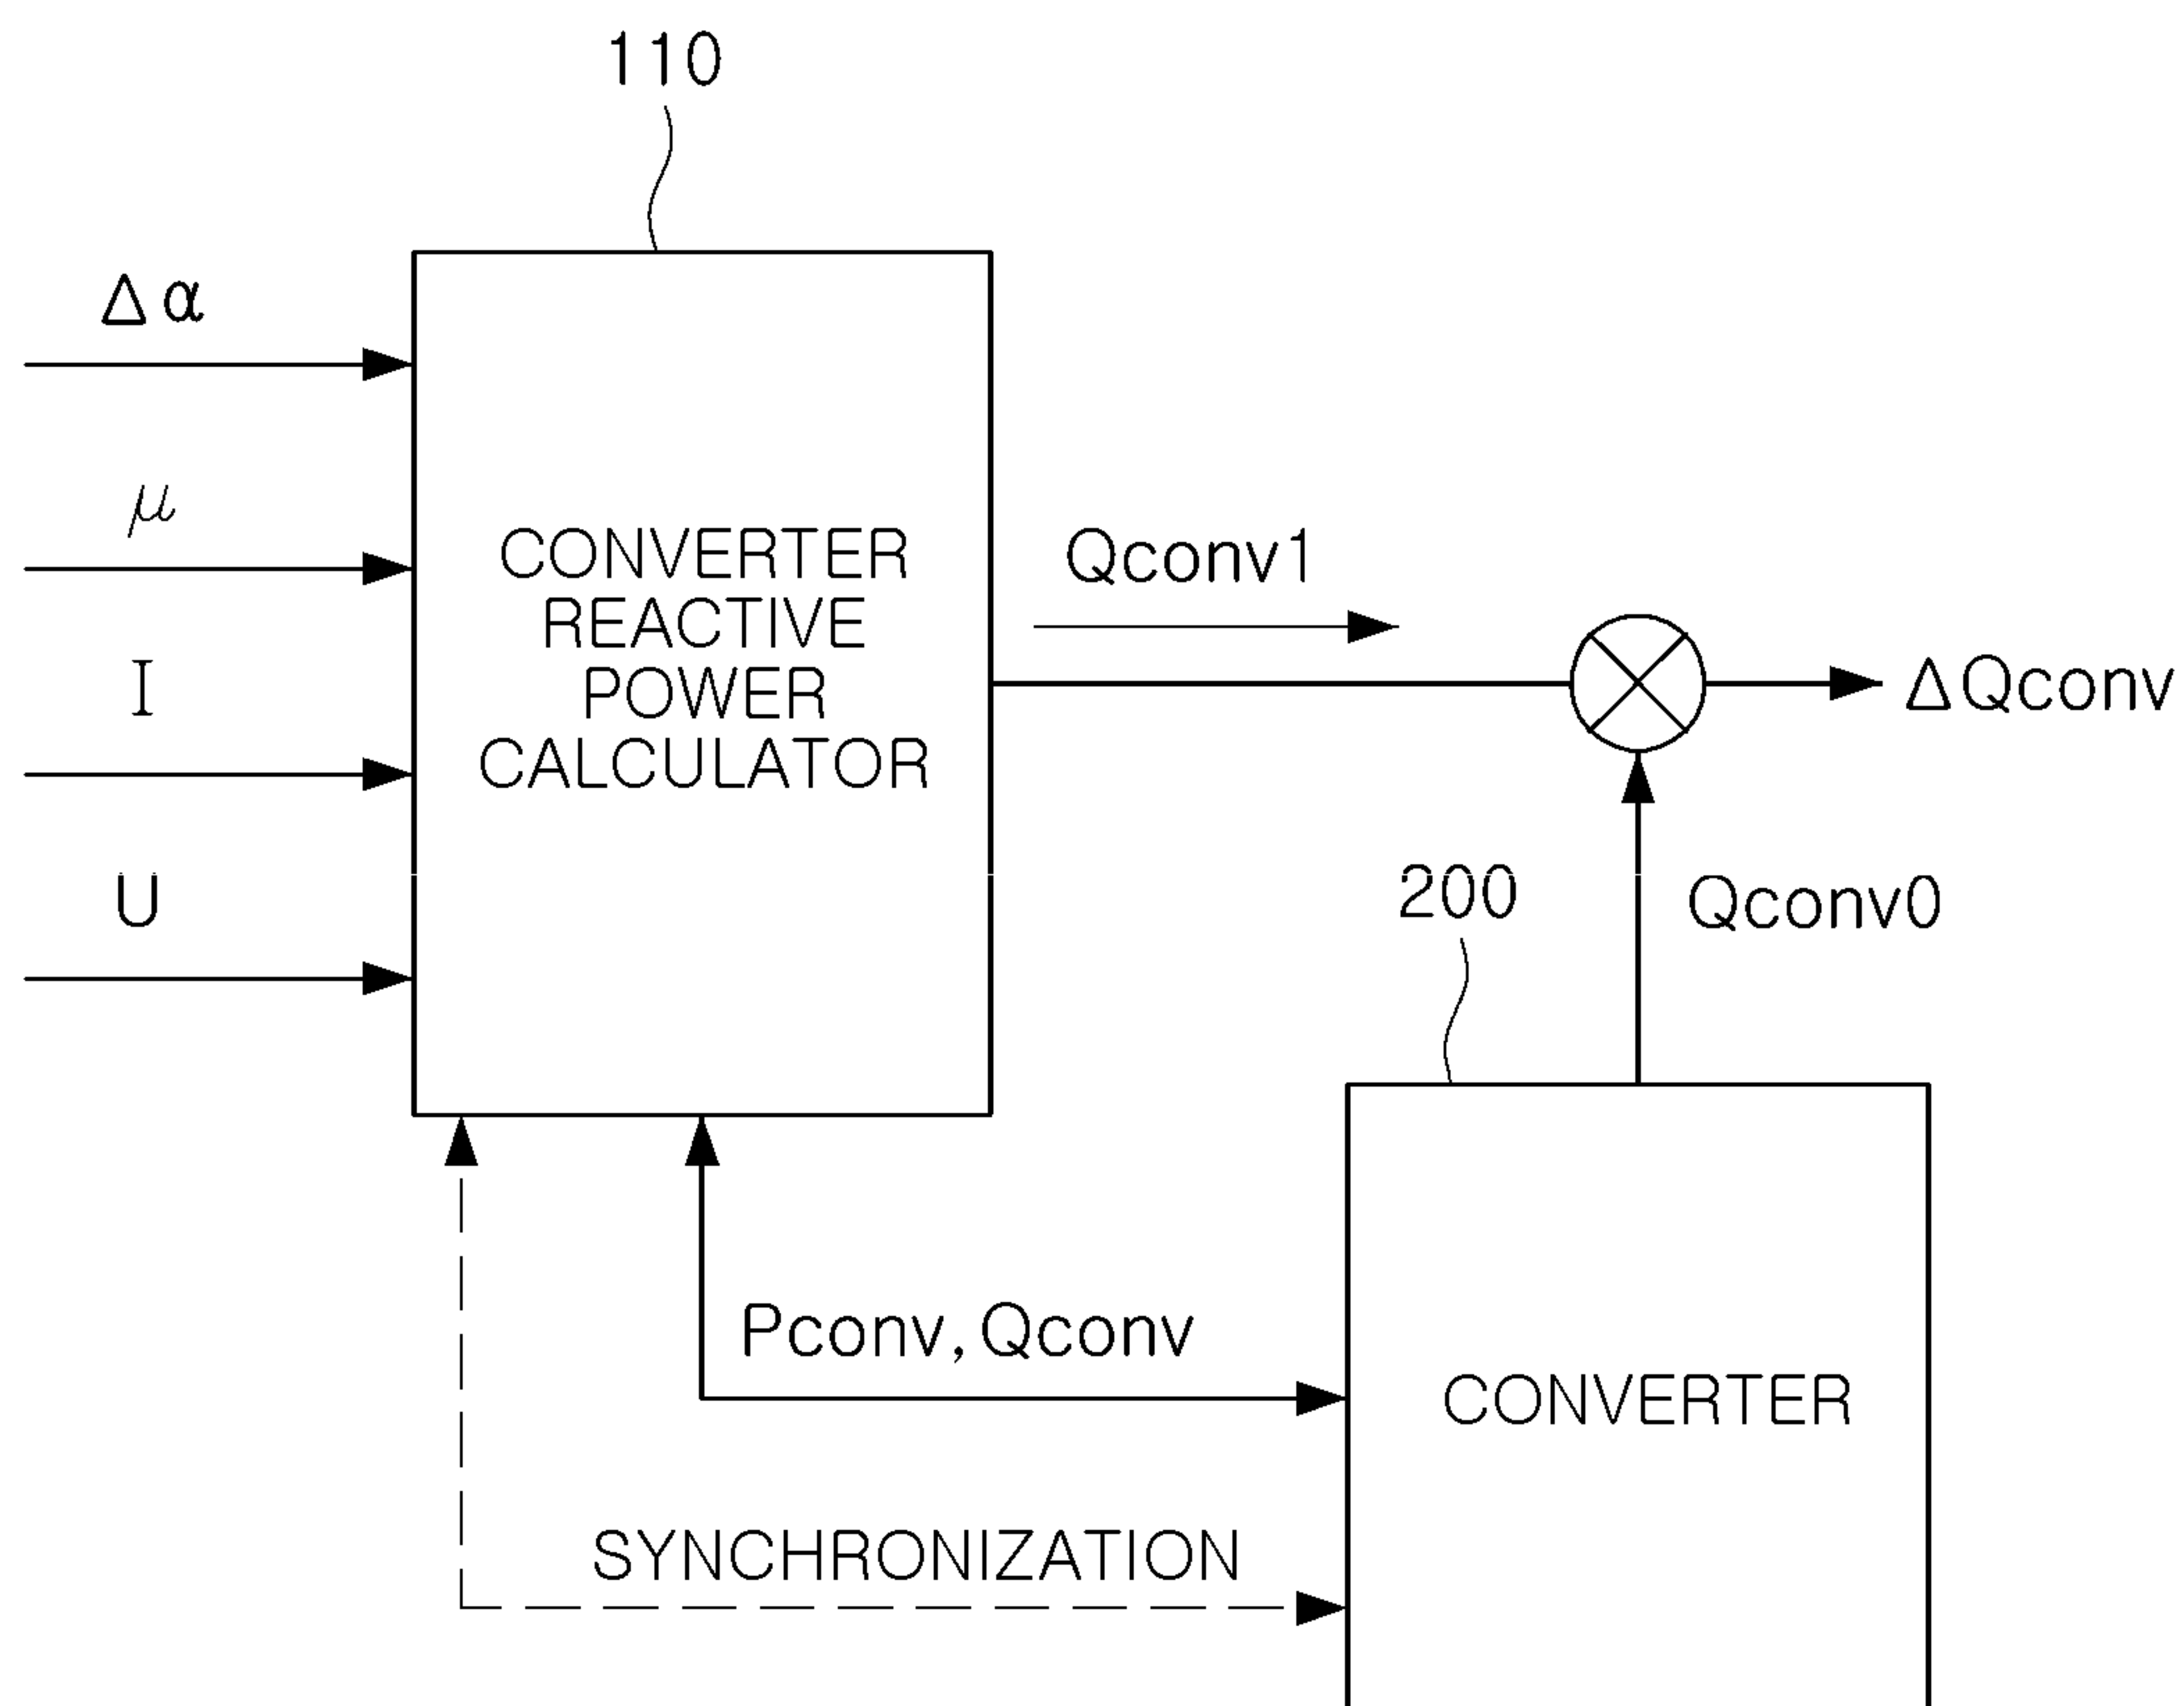 110
Δα
μ
I
U
CONVERTER
REACTIVE
POWER
CALCULATOR
Qconv1
ΔQconv
200
Qconv0
Pconv,Qconv
CONVERTER
SYNCHRONIZATION